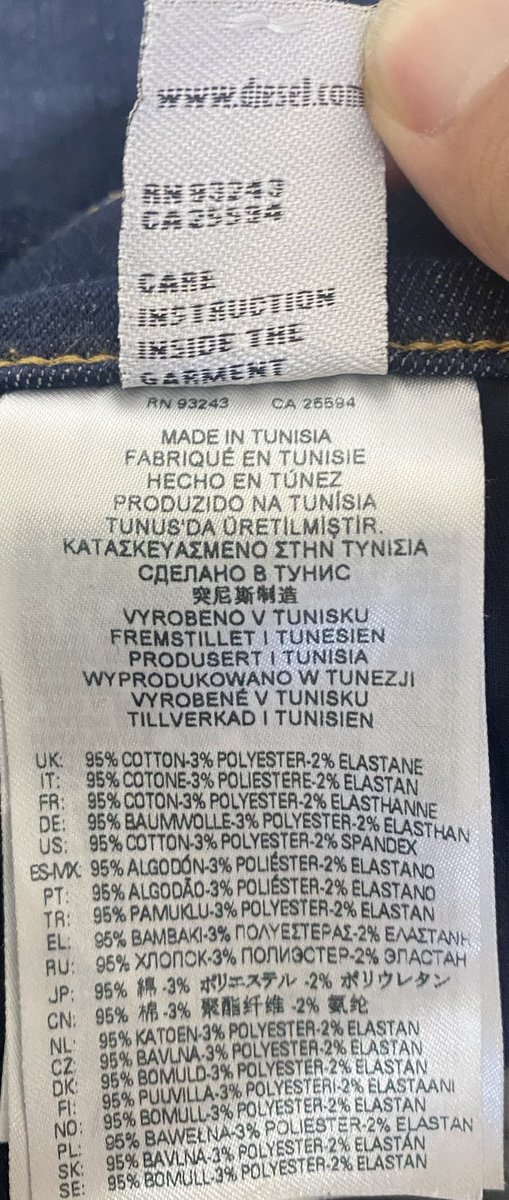 www.diesel.com
RN 93243
CA 25594
CARE
INSTRUCTION
INSIDE THE
GARMENT
RN 93243 CA 25594
MADE IN TUNISIA
FABRIQUÉ EN TUNISIE
HECHO EN TÚNEZ
PRODUZIDO NA TUNÍSIA
TUNUS'DA ÜRETİLMİŞTİR.
ΚΑΤΑΣΚΕΥΑΣΜΕΝΟ ΣΤΗΝ ΤΥΝΙΣΙΑ
СДЕЛАНО В ТУНИС
突尼斯制造
VYROBENO V TUNISKU
FREMSTILLET I TUNESIEN
PRODUSERT I TUNISIA
WYPRODUKOWANO W TUNEZJI
VYROBENÉ V TUNISKU
TILLVERKAD I TUNISIEN
UK: 95% COTTON-3% POLYESTER-2% ELASTANE
IT: 95% COTONE-3% POLIESTERE-2% ELASTAN
FR: 95% COTON-3% POLYESTER-2% ELASTHANNE
DE: 95% BAUMWOLLE-3% POLYESTER-2% ELASTHAN
US: 95% COTTON-3% POLYESTER-2% SPANDEX
ES-MX: 95% ALGODÓN-3% POLIÉSTER-2% ELASTANO
PT: 95% ALGODÃO-3% POLIÉSTER-2% ELASTANO
TR: 95% PAMUKLU-3% POLYESTER-2% ELASTAN
EL: 95% ΒΑΜΒΑΚΙ-3% ΠΟΛΥΕΣΤΕΡΑΣ-2% ΕΛΑΣΤΑΝΗ
RU: 95% ХЛОПОК-3% ПОЛИЭСТЕР-2% ЭЛАСТАН
JP: 95% 綿 -3% ポリエステル -2% ポリウレタン
CN: 95% 棉 -3% 聚酯纤维 -2% 氨纶
NL: 95% KATOEN-3% POLYESTER-2% ELASTAN
CZ: 95% BAVLNA-3% POLYESTER-2% ELASTAN
DK: 95% BOMULD-3% POLYESTER-2% ELASTAN
FI: 95% PUUVILLA-3% POLYESTERI-2% ELASTAANI
NO: 95% BOMULL-3% POLYESTER-2% ELASTAN
PL: 95% BAWEŁNA-3% POLIESTER-2% ELASTAN
SK: 95% BAVLNA-3% POLYESTER-2% ELASTÁN
SE: 95% BOMULL-3% POLYESTER-2% ELASTAN